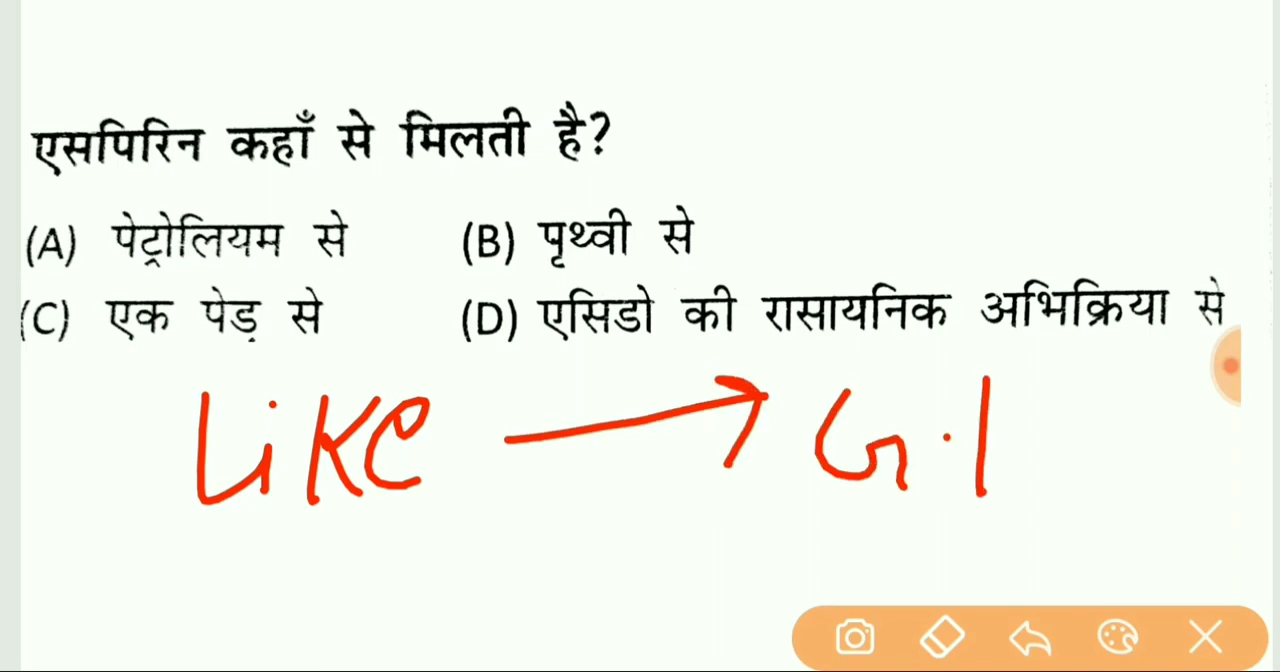 एसपिरिन कहाँ से मिलती है?
(A) पेट्रोलियम से (B) पृथ्वी से
(C) एक पेड़ से (D) एसिडो की रासायनिक अभिक्रिया से
Like → G.I